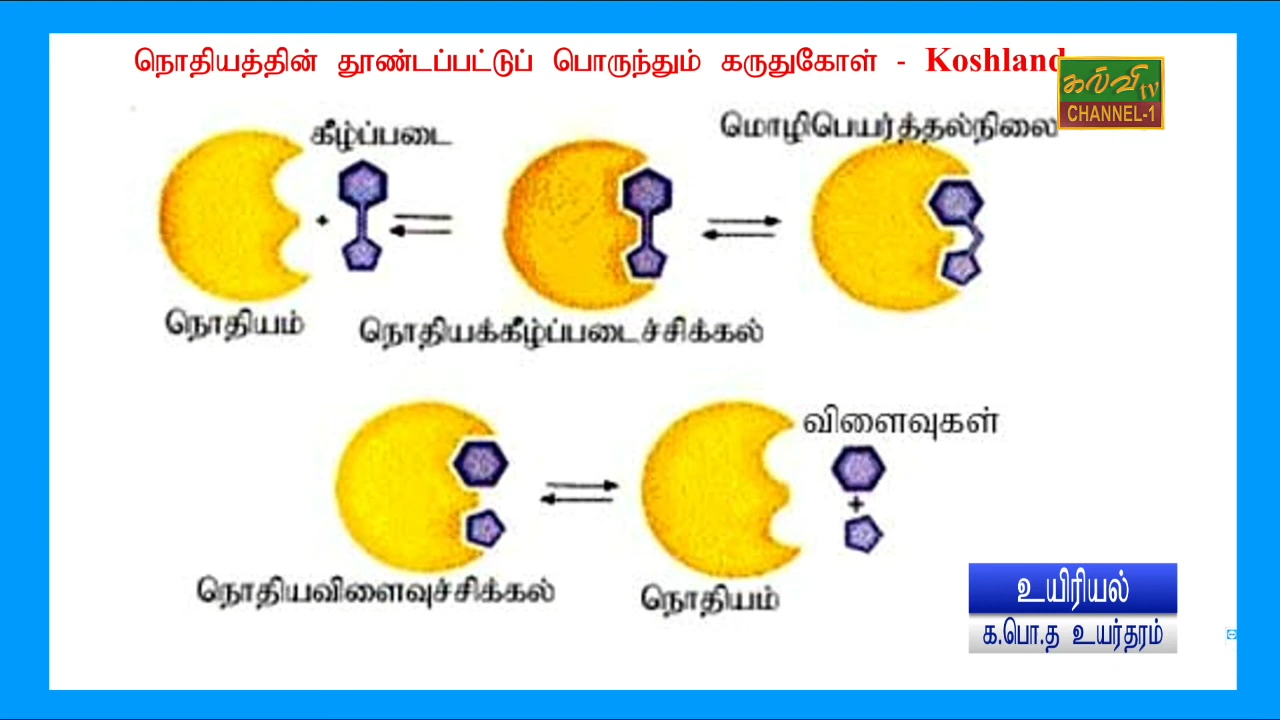 நொதியத்தின் தூண்டப்பட்டுப் பொருந்தும் கருதுகோள் - Koshland
கல்வி tv
CHANNEL-1
கீழ்ப்படை
மொழிபெயர்த்தல்நிலை
+
நொதியம்
நொதியக்கீழ்ப்படைச்சிக்கல்
விளைவுகள்
+
நொதியவிளைவுச்சிக்கல்
நொதியம்
உயிரியல்
க.பொ.த உயர்தரம்